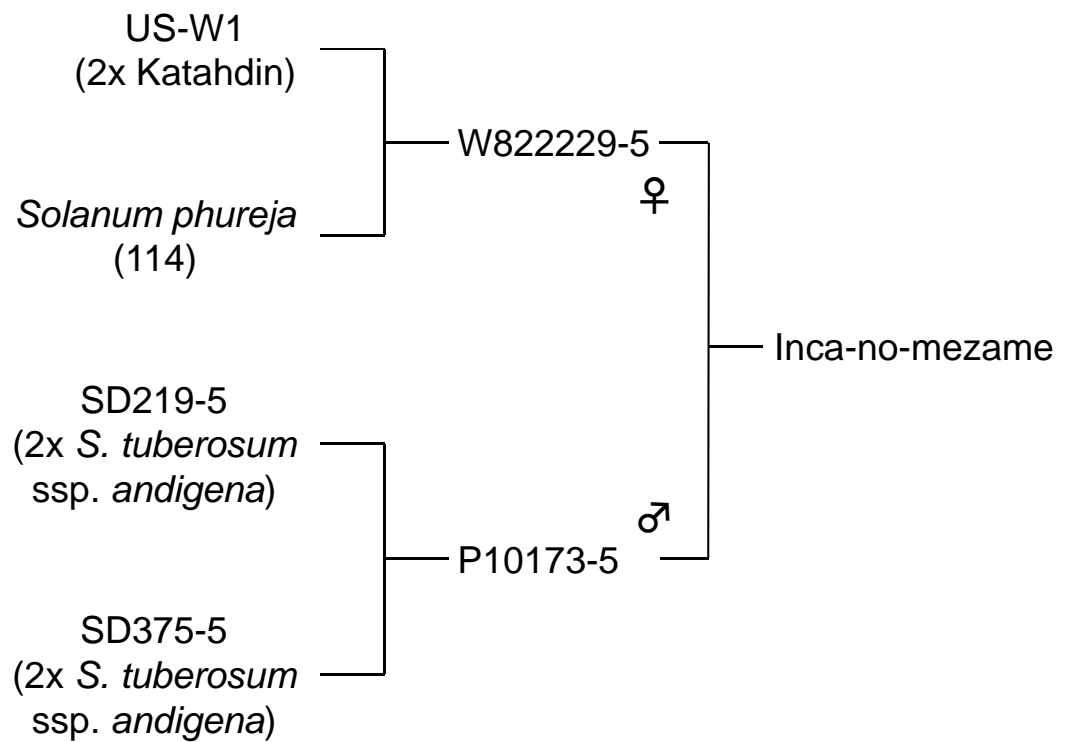 US-W1
(2x Katahdin)
W822229-5
♀
Solanum phureja
(114)
Inca-no-mezame
SD219-5
(2x S. tuberosum
ssp. andigena)
♂
P10173-5
SD375-5
(2x S. tuberosum
ssp. andigena)